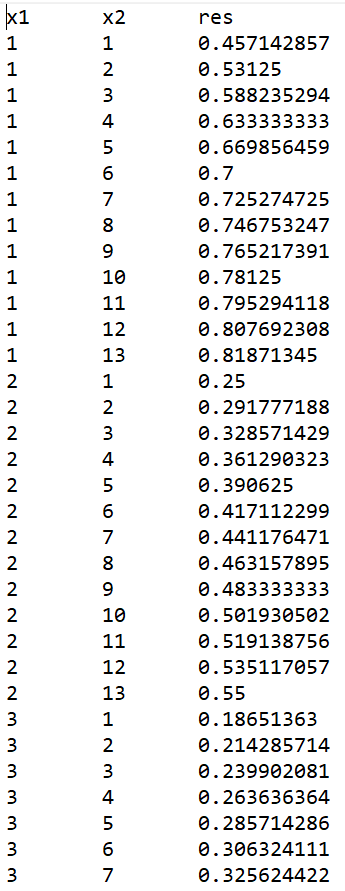 x1 x2 res
1 1 0.457142857
1 2 0.53125
1 3 0.588235294
1 4 0.633333333
1 5 0.669856459
1 6 0.7
1 7 0.725274725
1 8 0.746753247
1 9 0.765217391
1 10 0.78125
1 11 0.795294118
1 12 0.807692308
1 13 0.81871345
2 1 0.25
2 2 0.291777188
2 3 0.328571429
2 4 0.361290323
2 5 0.390625
2 6 0.417112299
2 7 0.441176471
2 8 0.463157895
2 9 0.483333333
2 10 0.501930502
2 11 0.519138756
2 12 0.535117057
2 13 0.55
3 1 0.18651363
3 2 0.214285714
3 3 0.239902081
3 4 0.263636364
3 5 0.285714286
3 6 0.306324111
3 7 0.325624422